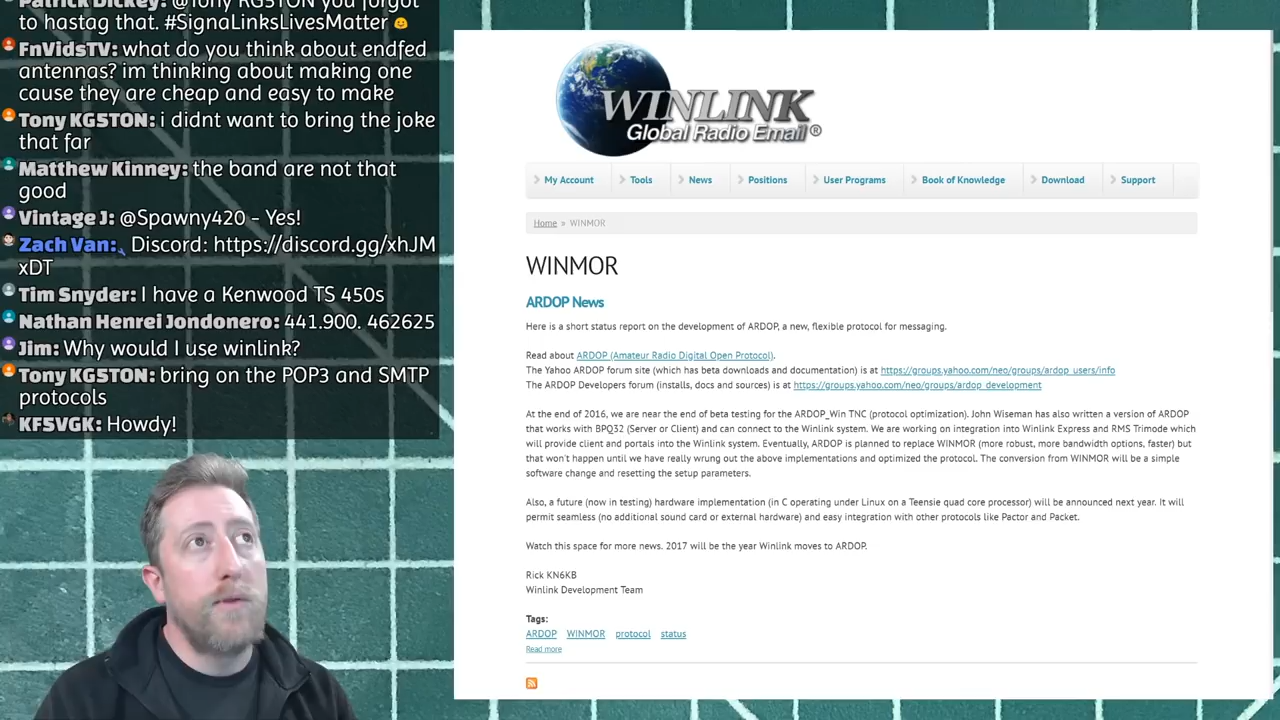 Patrick Dickey: @Tony KG5TON you forgot
to hastag that. #SignaLinksLivesMatter
FnVidsTV: what do you think about endfed
antennas? im thinking about making one
cause they are cheap and easy to make
Tony KG5TON: i didnt want to bring the joke
that far
Matthew Kinney: the band are not that
good
Vintage J: @Spawny420 - Yes!
Zach Van: Discord: https://discord.gg/xhJM
xDT
Tim Snyder: I have a Kenwood TS 450s
Nathan Henrei Jondonero: 441.900. 462625
Jim: Why would I use winlink?
Tony KG5TON: bring on the POP3 and SMTP
protocols
KF5VGK: Howdy!
WINLINK
Global Radio Email®
My Account
Tools
News
Positions
User Programs
Book of Knowledge
Download
Support
Home » WINMOR
WINMOR
ARDOP News
Here is a short status report on the development of ARDOP, a new, flexible protocol for messaging.
Read about ARDOP (Amateur Radio Digital Open Protocol).
The Yahoo ARDOP forum site (which has beta downloads and documentation) is at https://groups.yahoo.com/neo/groups/ardop_users/info
The ARDOP Developers forum (installs, docs and sources) is at https://groups.yahoo.com/neo/groups/ardop_development
At the end of 2016, we are near the end of beta testing for the ARDOP_Win TNC (protocol optimization). John Wiseman has also written a version of ARDOP
that works with BPQ32 (Server or Client) and can connect to the Winlink system. We are working on integration into Winlink Express and RMS Trimode which
will provide client and portals into the Winlink system. Eventually, ARDOP is planned to replace WINMOR (more robust, more bandwidth options, faster) but
that won't happen until we have really wrung out the above implementations and optimized the protocol. The conversion from WINMOR will be a simple
software change and resetting the setup parameters.
Also, a future (now in testing) hardware implementation (in C operating under Linux on a Teensie quad core processor) will be announced next year. It will
permit seamless (no additional sound card or external hardware) and easy integration with other protocols like Pactor and Packet.
Watch this space for more news. 2017 will be the year Winlink moves to ARDOP.
Rick KN6KB
Winlink Development Team
Tags:
ARDOP WINMOR protocol status
Read more